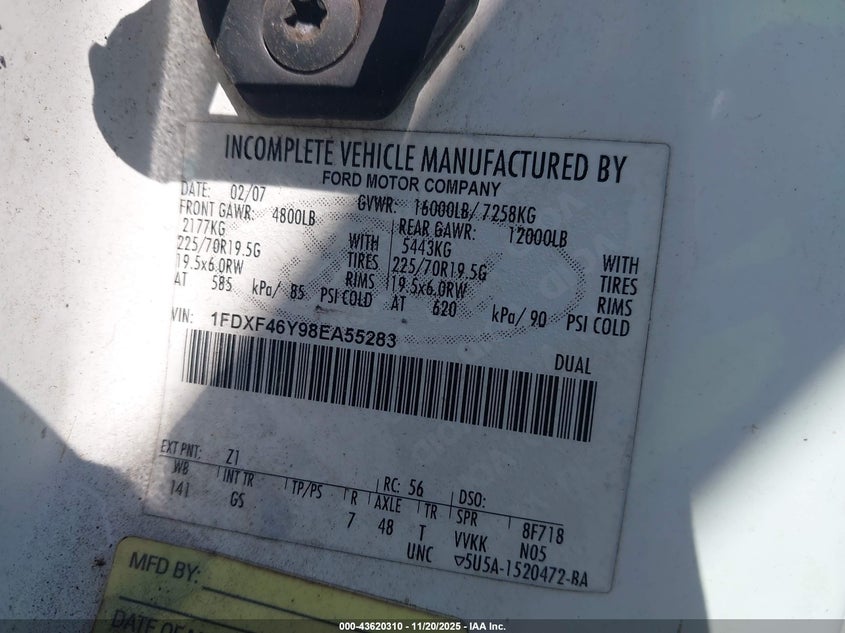 INCOMPLETE VEHICLE MANUFACTURED BY
FORD MOTOR COMPANY
DATE: 02/07 GVWR: 16000LB/ 7258KG
FRONT GAWR: 4800LB REAR GAWR: 12000LB
2177KG WITH 5443KG WITH
225/70R19.5G TIRES 225/70R19.5G TIRES
19.5x6.0RW RIMS 19.5x6.0RW RIMS
AT 585 kPa/ 85 PSI COLD AT 620 kPa/ 90 PSI COLD
VIN: 1FDXF46Y98EA55283
DUAL
EXT PNT: Z1 RC: 56 DSO:
WB INT TR TP/PS R AXLE TR SPR 8F718
141 GS 7 48 T VVKK N05
UNC ▽5U5A-1520472-BA
MFD BY:
DATE OF
000-43620310 - 11/20/2025 - IAA Inc.